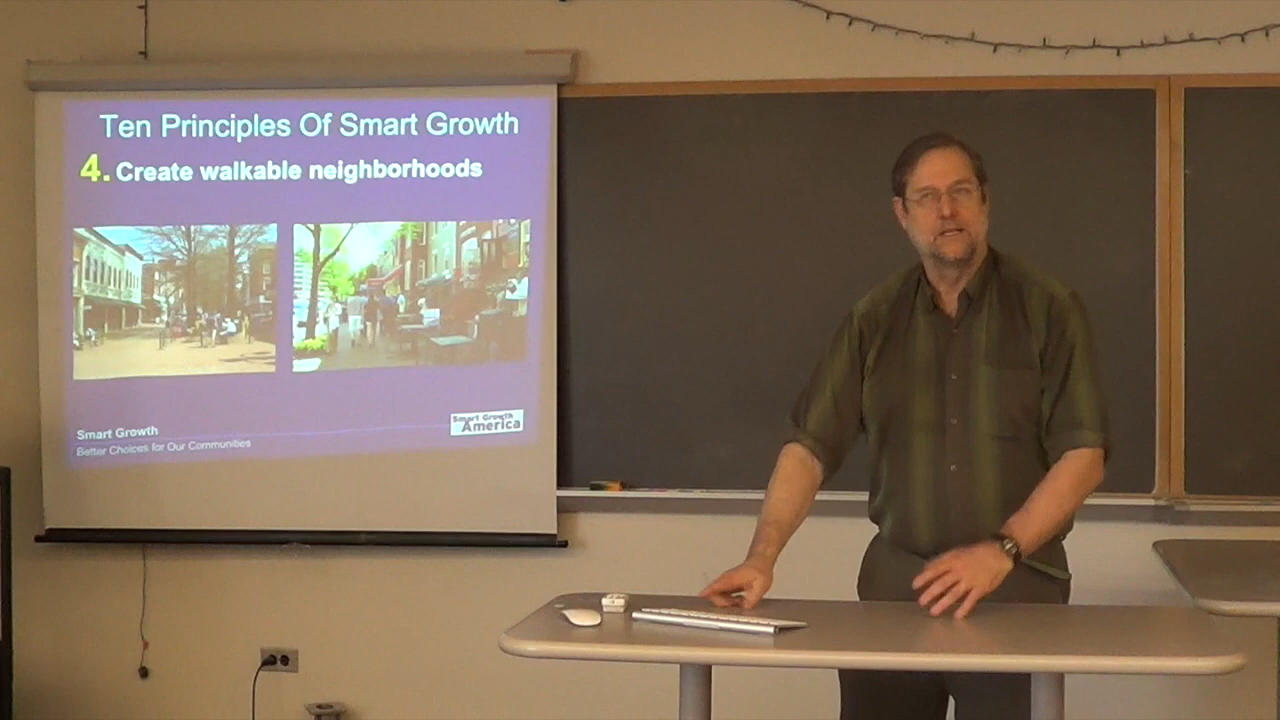 Ten Principles Of Smart Growth
4. Create walkable neighborhoods
Smart Growth
Better Choices for Our Communities
Smart Growth
America